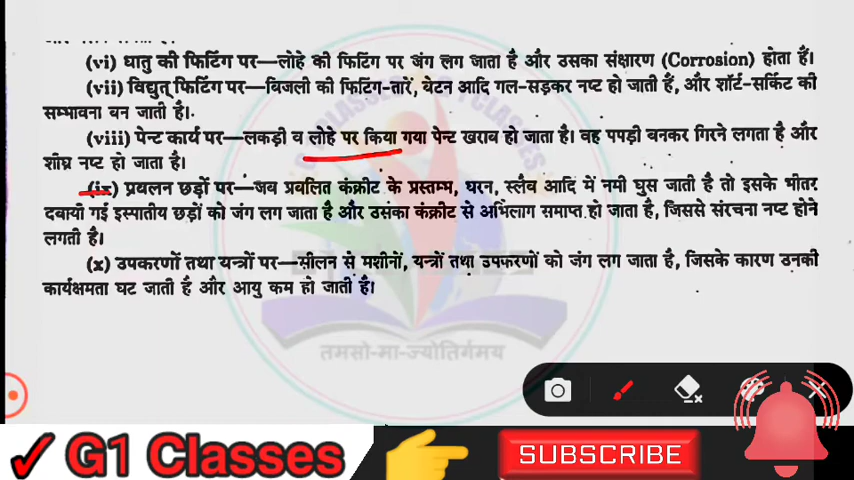 (vi) धातु की फिटिंग पर—लोहे की फिटिंग पर जंग लग जाता है और उसका संक्षारण (Corrosion) होता हैं।
(vii) विद्युत् फिटिंग पर—बिजली की फिटिंग-तारें, बेटन आदि गल-सड़कर नष्ट हो जाती हैं, और शॉर्ट-सर्किट की
सम्भावना बन जाती है।
(viii) पेन्ट कार्य पर—लकड़ी व लोहे पर किया गया पेन्ट खराब हो जाता है। वह पपड़ी बनकर गिरने लगता है और
शीघ्र नष्ट हो जाता है।
(ix) प्रबलन छड़ों पर—जब प्रबलित कंक्रीट के प्रस्तम्भ, धरन, स्लैब आदि में नमी घुस जाती है तो इसके भीतर
दबायी गई इस्पातीय छड़ों को जंग लग जाता है और उसका कंक्रीट से अभिलाग समाप्त हो जाता है, जिससे संरचना नष्ट होने
लगती है।
(x) उपकरणों तथा यन्त्रों पर—सीलन से मशीनों, यन्त्रों तथा उपकरणों को जंग लग जाता है, जिसके कारण उनकी
कार्यक्षमता घट जाती है और आयु कम हो जाती है।
तमसो-मा-ज्योतिर्गमय
G1 Classes
SUBSCRIBE